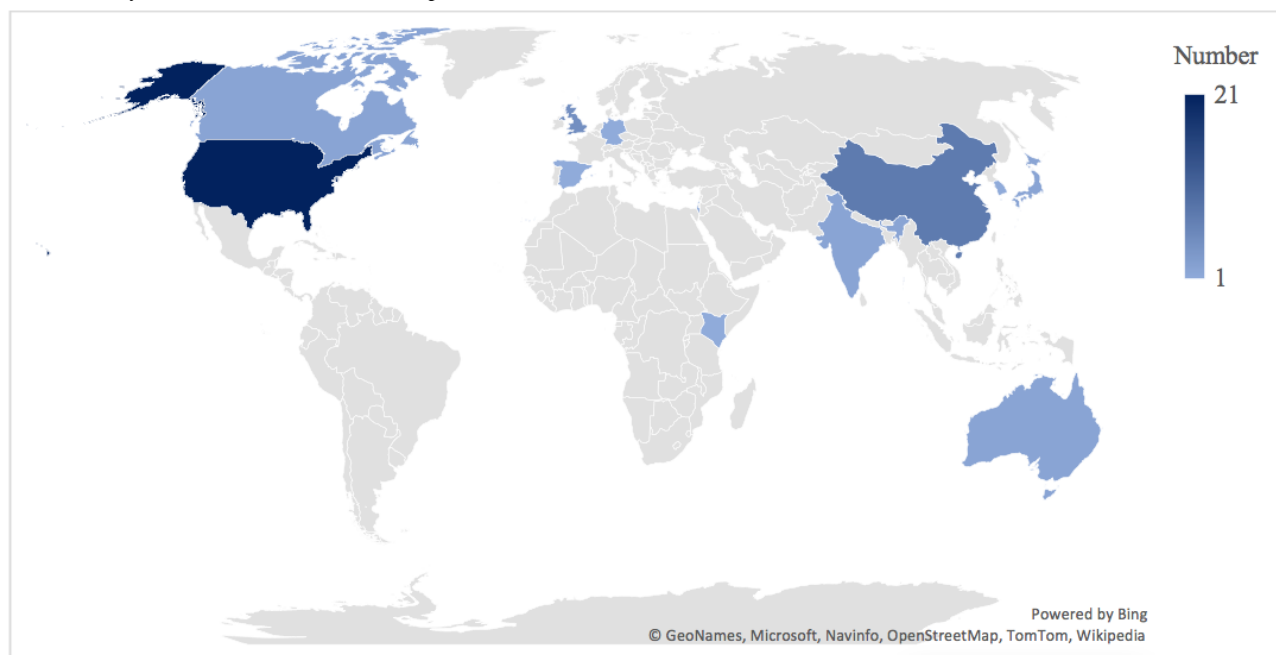 Number
21
1
Powered by Bing
© GeoNames, Microsoft, Navinfo, OpenStreetMap, TomTom, Wikipedia